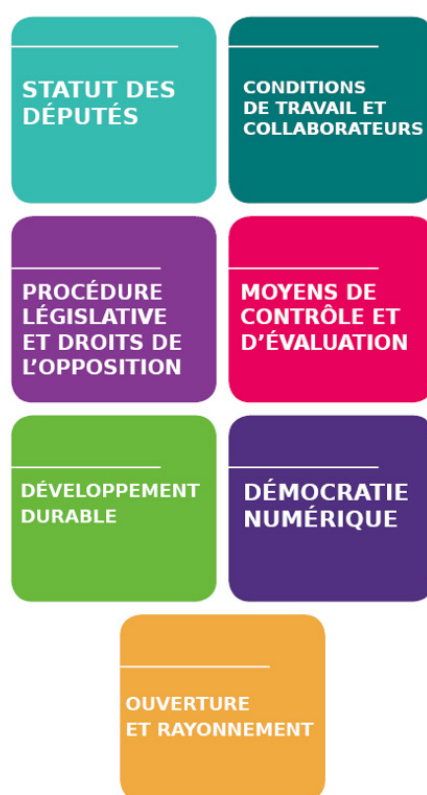 STATUT DES
DÉPUTÉS
CONDITIONS
DE TRAVAIL ET
COLLABORATEURS
PROCÉDURE
LÉGISLATIVE
ET DROITS DE
L’OPPOSITION
MOYENS DE
CONTRÔLE ET
D’ÉVALUATION
DÉVELOPPEMENT
DURABLE
DÉMOCRATIE
NUMÉRIQUE
OUVERTURE
ET RAYONNEMENT